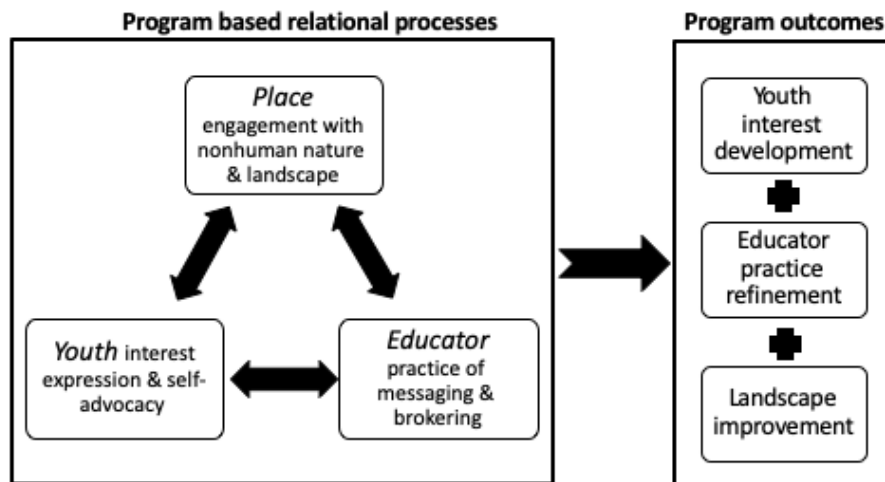 Program based relational processes
Place
engagement with
nonhuman nature
& landscape
Youth interest
expression & self-
advocacy
Educator
practice of
messaging &
brokering
Program outcomes
Youth
interest
development
Educator
practice
refinement
Landscape
improvement